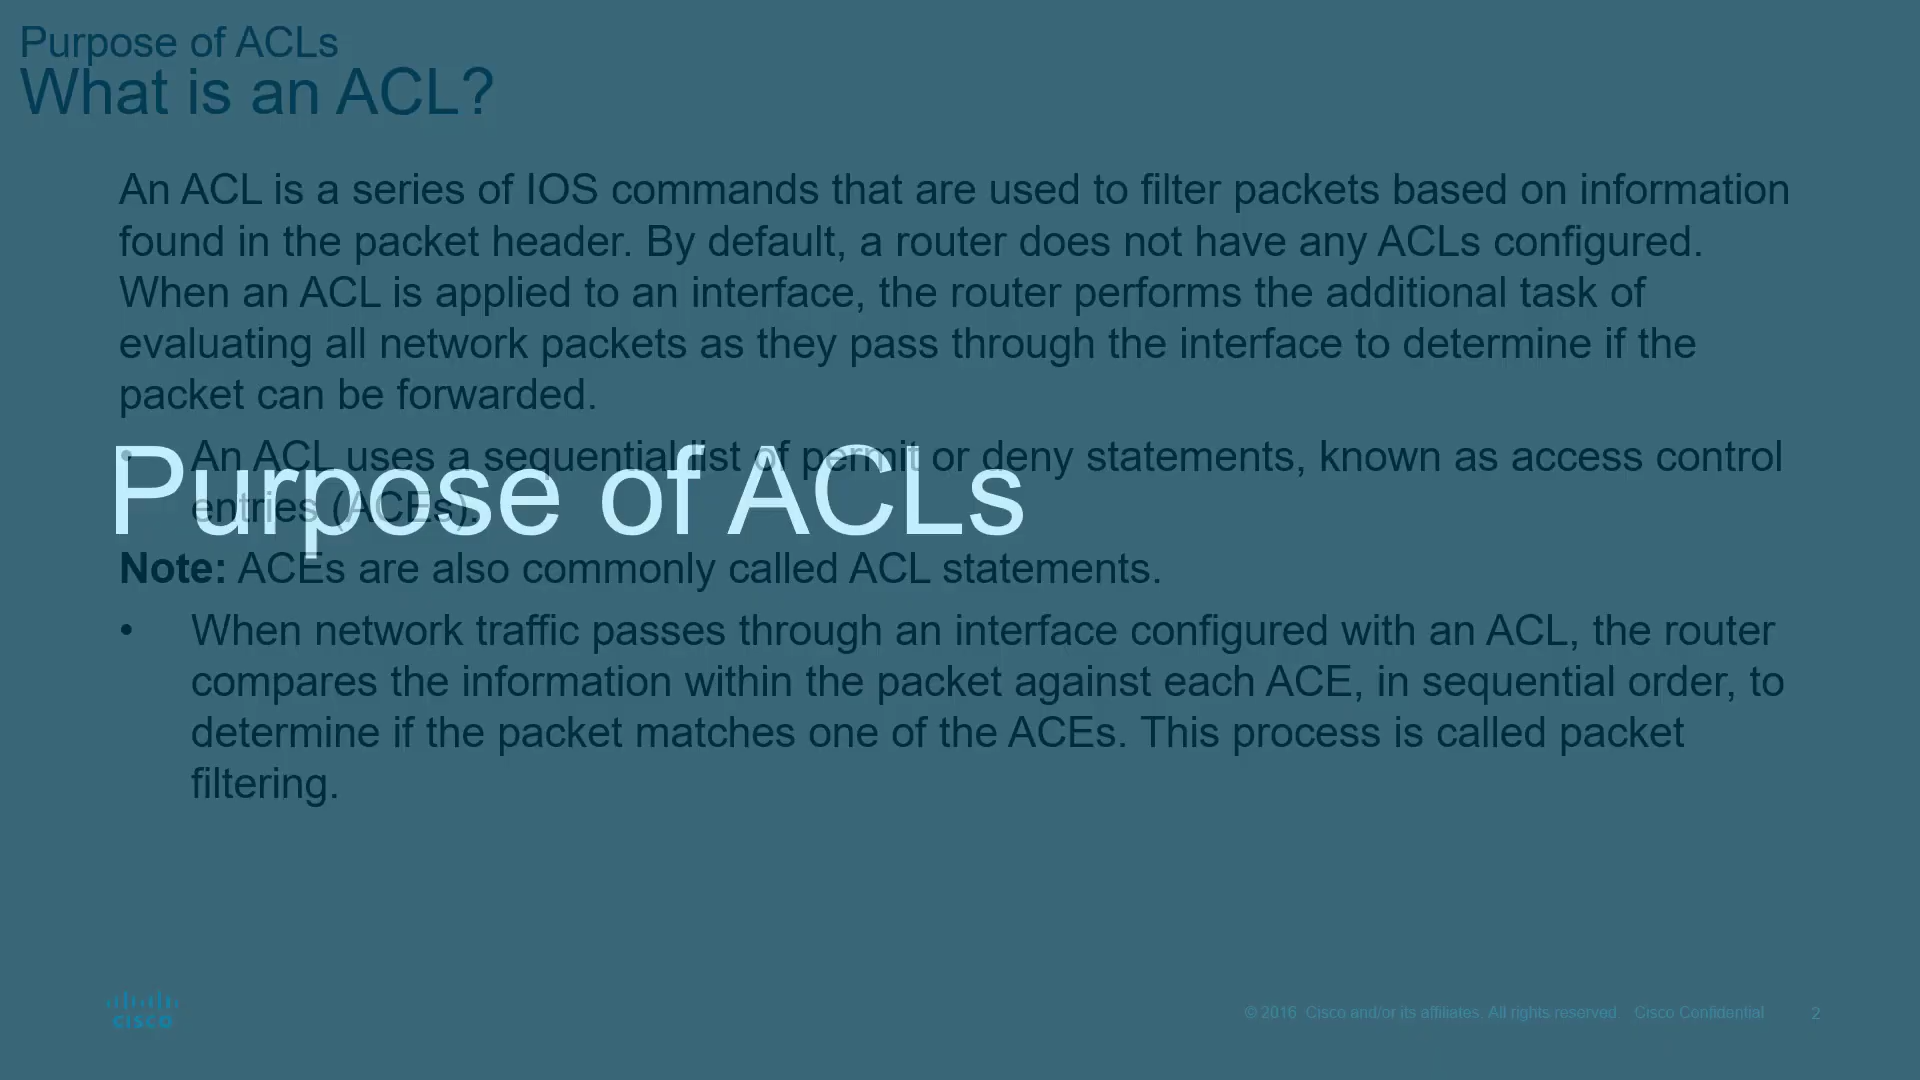 Purpose of ACLs
What is an ACL?
An ACL is a series of IOS commands that are used to filter packets based on information
found in the packet header. By default, a router does not have any ACLs configured.
When an ACL is applied to an interface, the router performs the additional task of
evaluating all network packets as they pass through the interface to determine if the
packet can be forwarded.
• An ACL uses a sequential list of permit or deny statements, known as access control
entries (ACEs).
Purpose of ACLs
Note: ACEs are also commonly called ACL statements.
• When network traffic passes through an interface configured with an ACL, the router
compares the information within the packet against each ACE, in sequential order, to
determine if the packet matches one of the ACEs. This process is called packet
filtering.
cisco
© 2016 Cisco and/or its affiliates. All rights reserved. Cisco Confidential 2